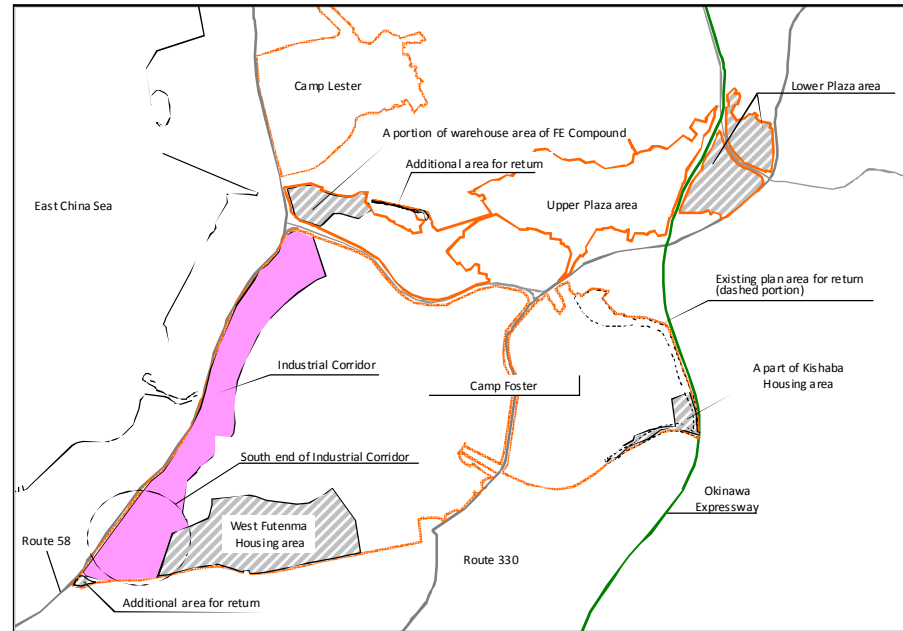 Camp Lester
Lower Plaza area
A portion of warehouse area of FE Compound
Additional area for return
East China Sea
Upper Plaza area
Existing plan area for return
(dashed portion)
Industrial Corridor
A part of Kishaba
Housing area
Camp Foster
South end of Industrial Corridor
Okinawa
Expressway
West Futenma
Housing area
Route 58
Route 330
Additional area for return